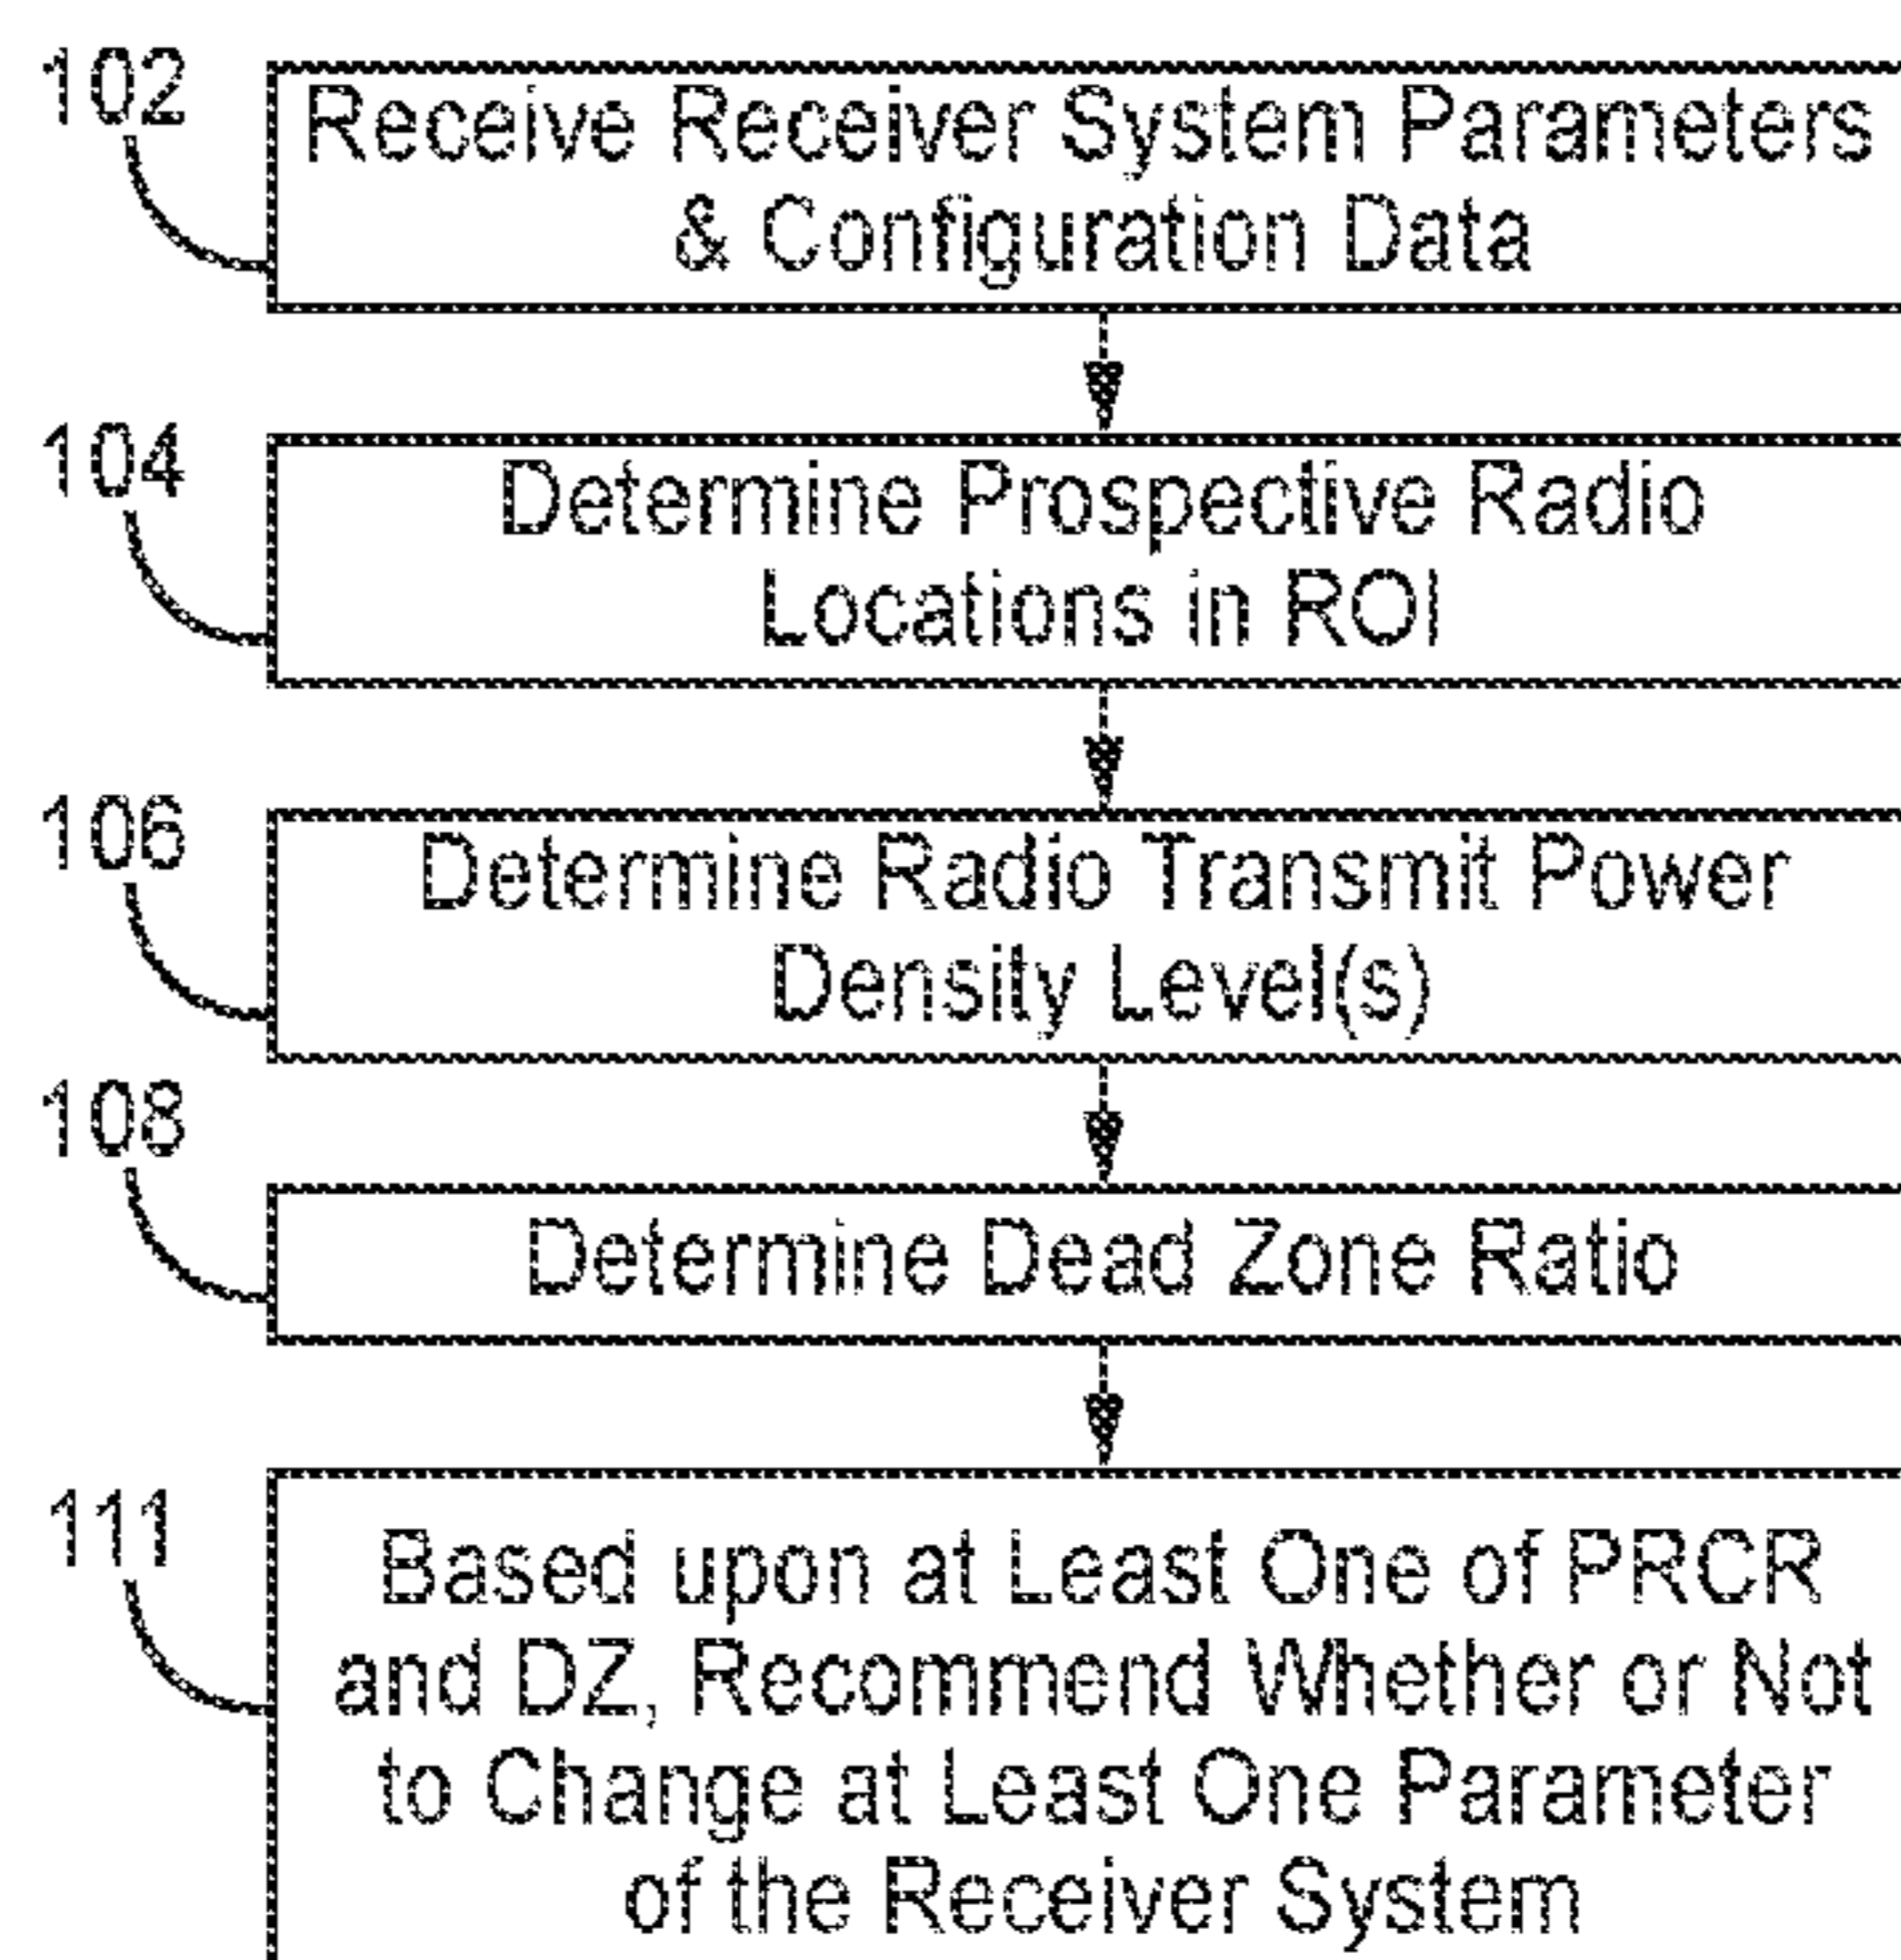 102
Receive Receiver System Parameters
& Configuration Data
104
Determine Prospective Radio
Locations in ROI
106
Determine Radio Transmit Power
Density Level(s)
108
Determine Dead Zone Ratio
111
Based upon at Least One of PRCR
and DZ, Recommend Whether or Not
to Change at Least One Parameter
of the Receiver System